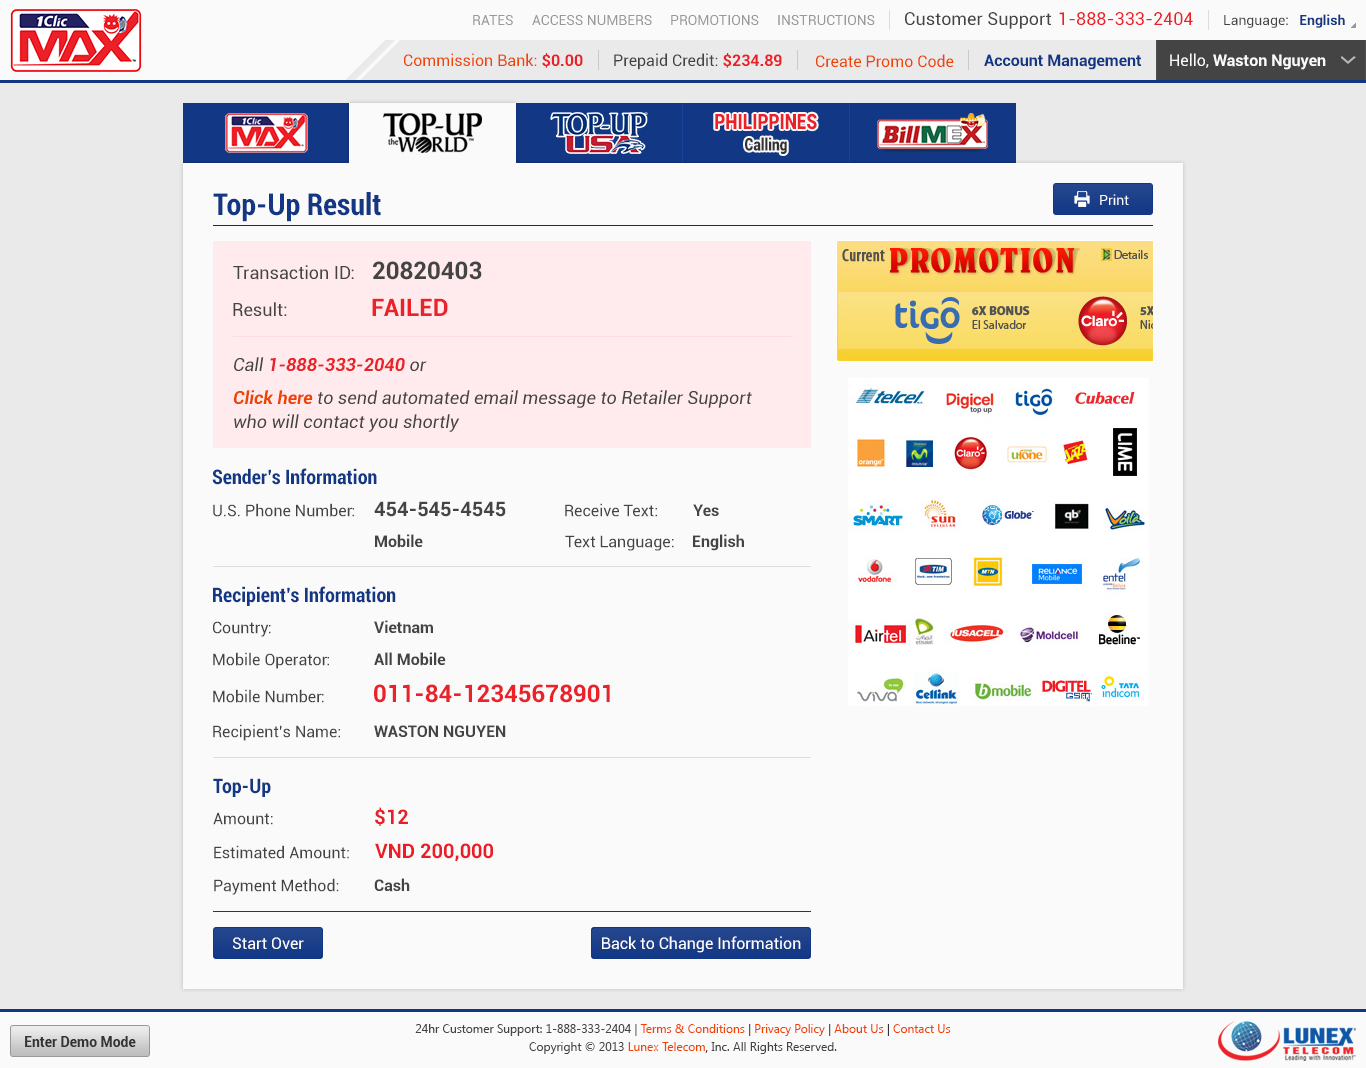 1Clic
MAX
RATES ACCESS NUMBERS PROMOTIONS INSTRUCTIONS Customer Support 1-888-333-2404 Language: English
Commission Bank: $0.00 Prepaid Credit: $234.89 Create Promo Code Account Management Hello, Waston Nguyen
1Clic MAX TOP-UP the WORLD TOP-UP USA PHILIPPINES Calling BillMEX
Top-Up Result
Print
Transaction ID: 20820403
Result: FAILED
Call 1-888-333-2040 or
Click here to send automated email message to Retailer Support
who will contact you shortly
Current PROMOTION Details
tigo 6X BONUS El Salvador Claro 5X
telcel Digicel top up tigo Cubacel
orange movistar Claro ufone JAZZ LIME
SMART SUN CELLULAR Globe qb Voilà
vodafone TIM MTN RELIANCE Mobile entel
Airtel etisalat IUSACELL Moldcell Beeline
viva Cellink bmobile DIGITEL GSM TATA indicom
Sender's Information
U.S. Phone Number: 454-545-4545 Receive Text: Yes
Mobile Text Language: English
Recipient's Information
Country: Vietnam
Mobile Operator: All Mobile
Mobile Number: 011-84-12345678901
Recipient's Name: WASTON NGUYEN
Top-Up
Amount: $12
Estimated Amount: VND 200,000
Payment Method: Cash
Start Over Back to Change Information
Enter Demo Mode
24hr Customer Support: 1-888-333-2404 | Terms & Conditions | Privacy Policy | About Us | Contact Us
Copyright © 2013 Lunex Telecom, Inc. All Rights Reserved.
LUNEX
TELECOM
Leading with Innovation!